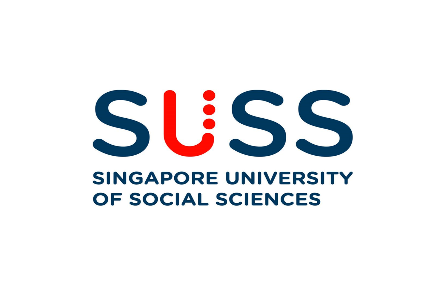 SUSS
SINGAPORE UNIVERSITY
OF SOCIAL SCIENCES